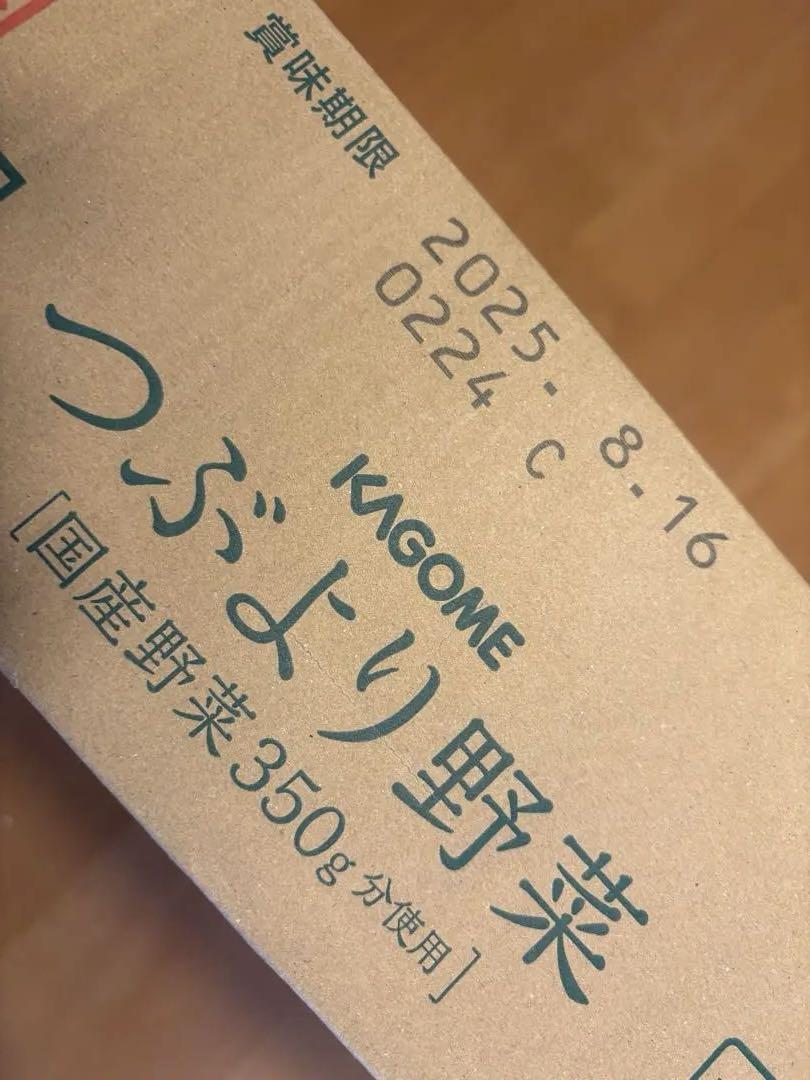 賞味期限
2025. 8.16
0224 C
KAGOME
つぶより野菜
[国産野菜350g分使用]